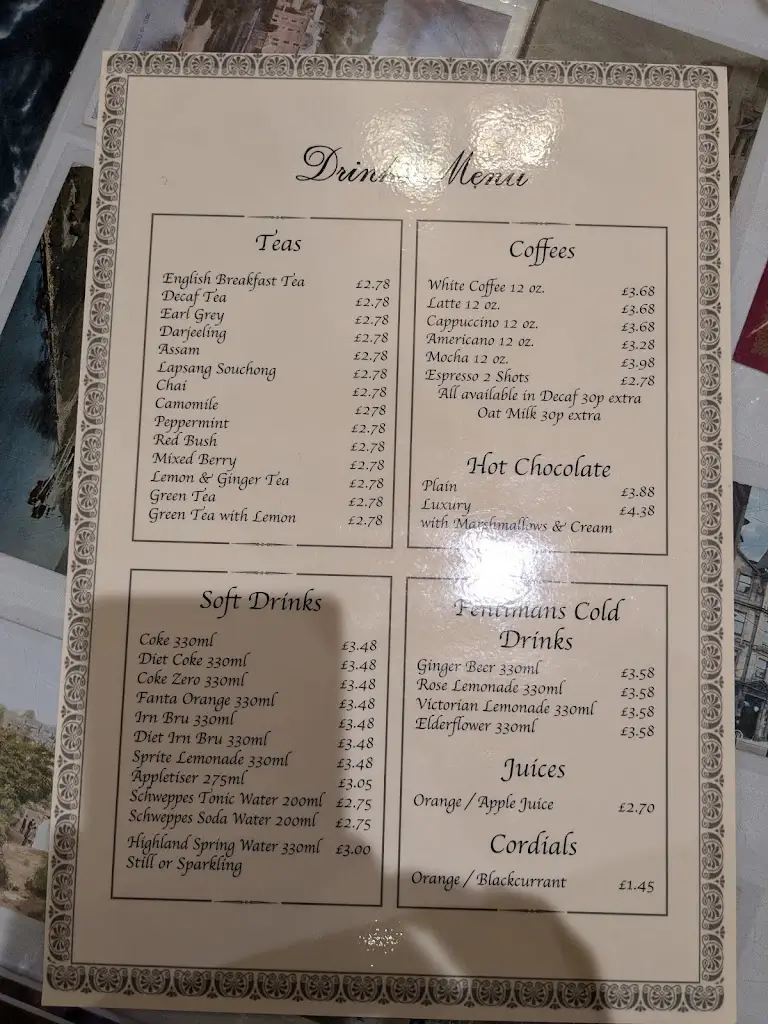 Drinks Menu
Teas
English Breakfast Tea £2.78
Decaf Tea £2.78
Earl Grey £2.78
Darjeeling £2.78
Assam £2.78
Lapsang Souchong £2.78
Chai £2.78
Camomile £278
Peppermint £2.78
Red Bush £2.78
Mixed Berry £2.78
Lemon & Ginger Tea £2.78
Green Tea £2.78
Green Tea with Lemon £2.78
Coffees
White Coffee 12 oz. £3.68
Latte 12 oz. £3.68
Cappuccino 12 oz. £3.68
Americano 12 oz. £3.28
Mocha 12 oz. £3.98
Espresso 2 Shots £2.78
All available in Decaf 30p extra
Oat Milk 30p extra
Hot Chocolate
Plain £3.88
Luxury £4.38
with Marshmallows & Cream
Soft Drinks
Coke 330ml £3.48
Diet Coke 330ml £3.48
Coke Zero 330ml £3.48
Fanta Orange 330ml £3.48
Irn Bru 330ml £3.48
Diet Irn Bru 330ml £3.48
Sprite Lemonade 330ml £3.48
Appletiser 275ml £3.05
Schweppes Tonic Water 200ml £2.75
Schweppes Soda Water 200ml £2.75
Highland Spring Water 330ml £3.00
Still or Sparkling
Fentimans Cold
Drinks
Ginger Beer 330ml £3.58
Rose Lemonade 330ml £3.58
Victorian Lemonade 330ml £3.58
Elderflower 330ml £3.58
Juices
Orange / Apple Juice £2.70
Cordials
Orange / Blackcurrant £1.45